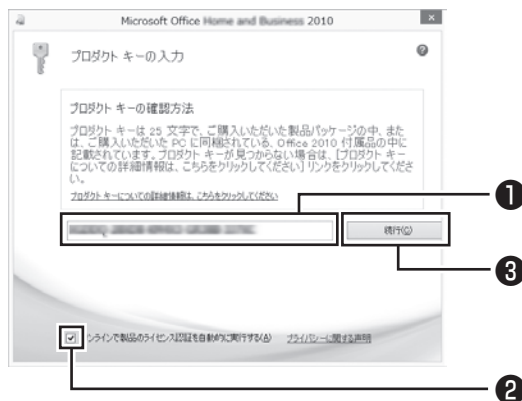 Microsoft Office Home and Business 2010
プロダクト キーの入力
プロダクト キーの確認方法
プロダクト キーは 25 文字で、ご購入いただいた製品パッケージの中、また
は、ご購入いただいた PC に同梱されている、Office 2010 付属品の中に
記載されています。プロダクト キーが見つからない場合は、[プロダクト キー
についての詳細情報は、こちらをクリックしてください] リンクをクリックしてくださ
い。
プロダクト キーについての詳細情報は、こちらをクリックしてください
❶
続行(C)
❸
ンラインで製品のライセンス認証を自動的に実行する(A) プライバシーに関する声明
❷